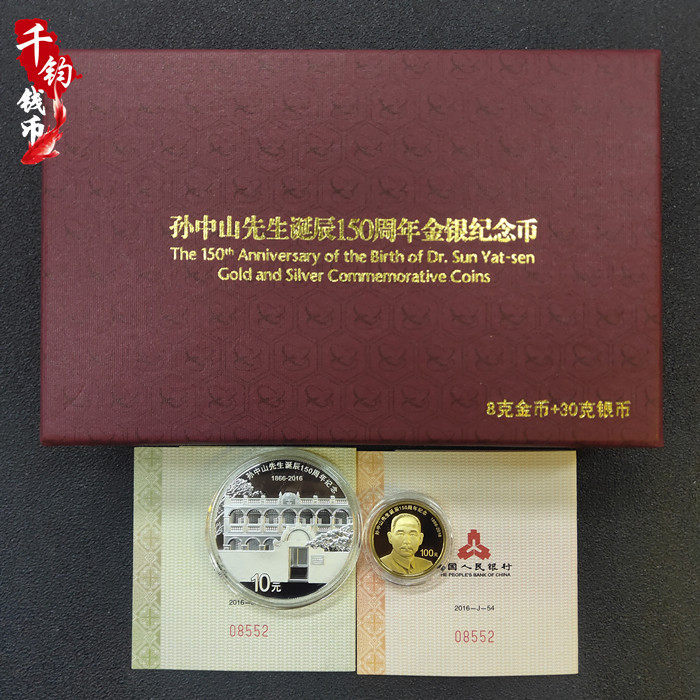 千钧钱币
孙中山先生诞辰150周年金银纪念币
The 150th Anniversary of the Birth of Dr. Sun Yat-sen
Gold and Silver Commemorative Coins
8克金币+30克银币
孙中山先生诞辰150周年纪念
1866-2016
10元
2016-
08552
孙中山先生诞辰150周年纪念 1866-2016
100元
国人民银行
THE PEOPLE'S BANK OF CHINA
2016-J-54
08552